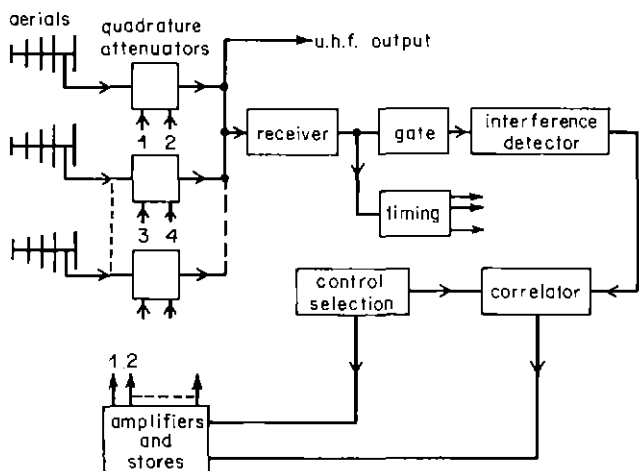 aerials
quadrature
attenuators
u.h.f. output
1 2
receiver
gate
interference
detector
3 4
timing
control
selection
correlator
1 2
amplifiers
and
stores